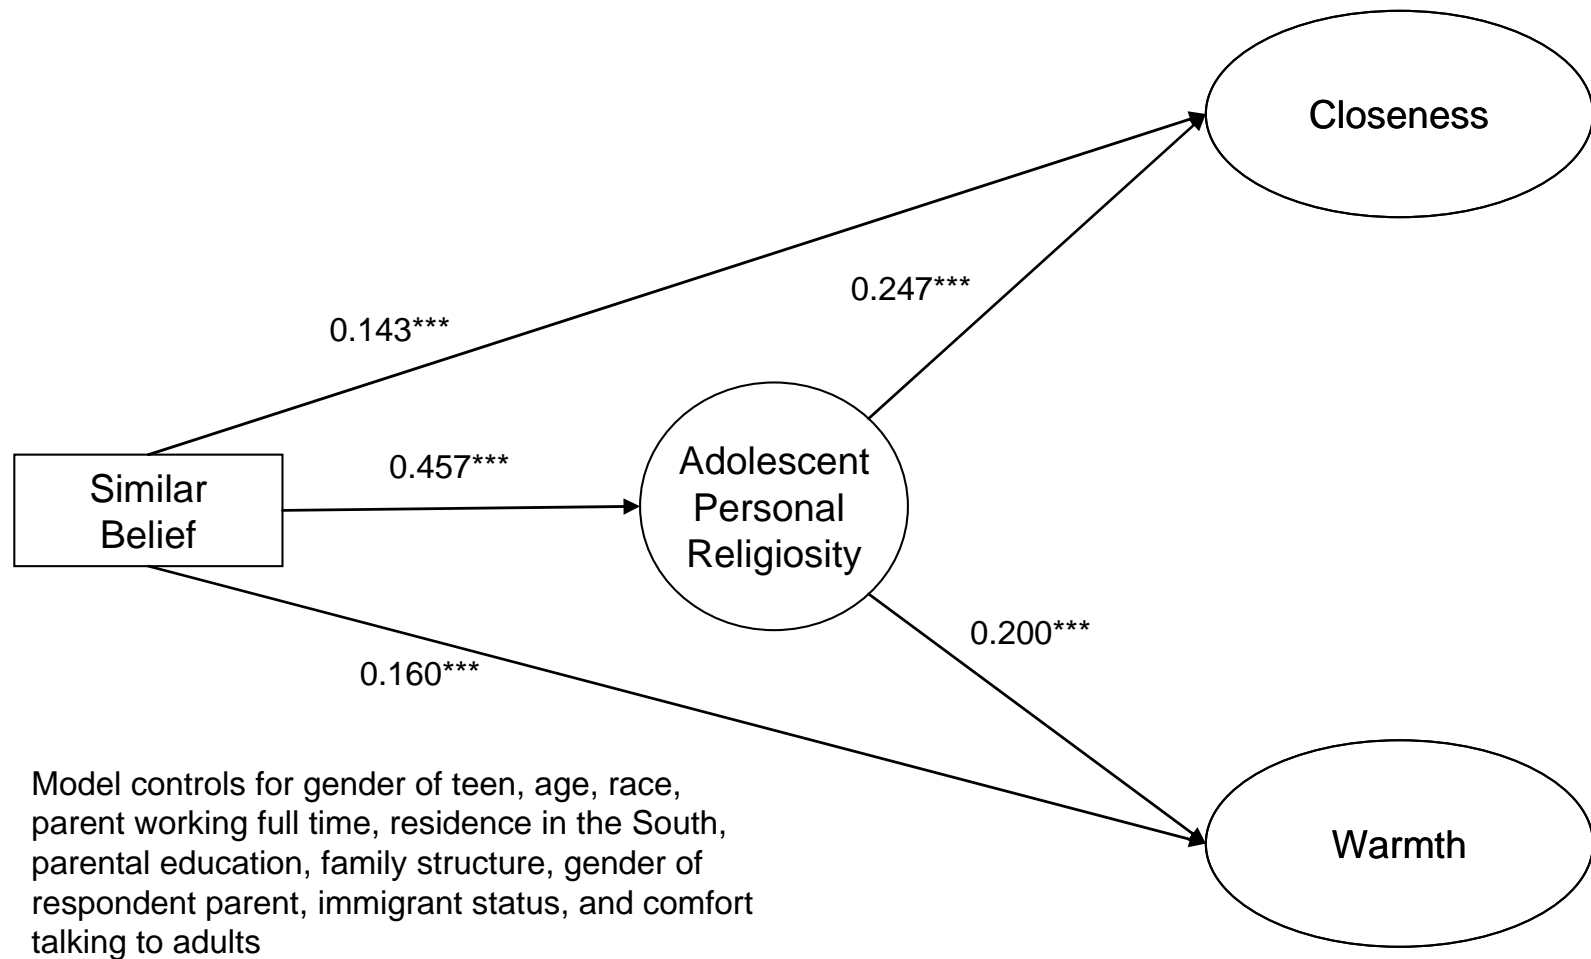 Closeness
0.247***
0.143***
Similar
Belief
0.457***
Adolescent
Personal
Religiosity
0.200***
0.160***
Warmth
Model controls for gender of teen, age, race,
parent working full time, residence in the South,
parental education, family structure, gender of
respondent parent, immigrant status, and comfort
talking to adults